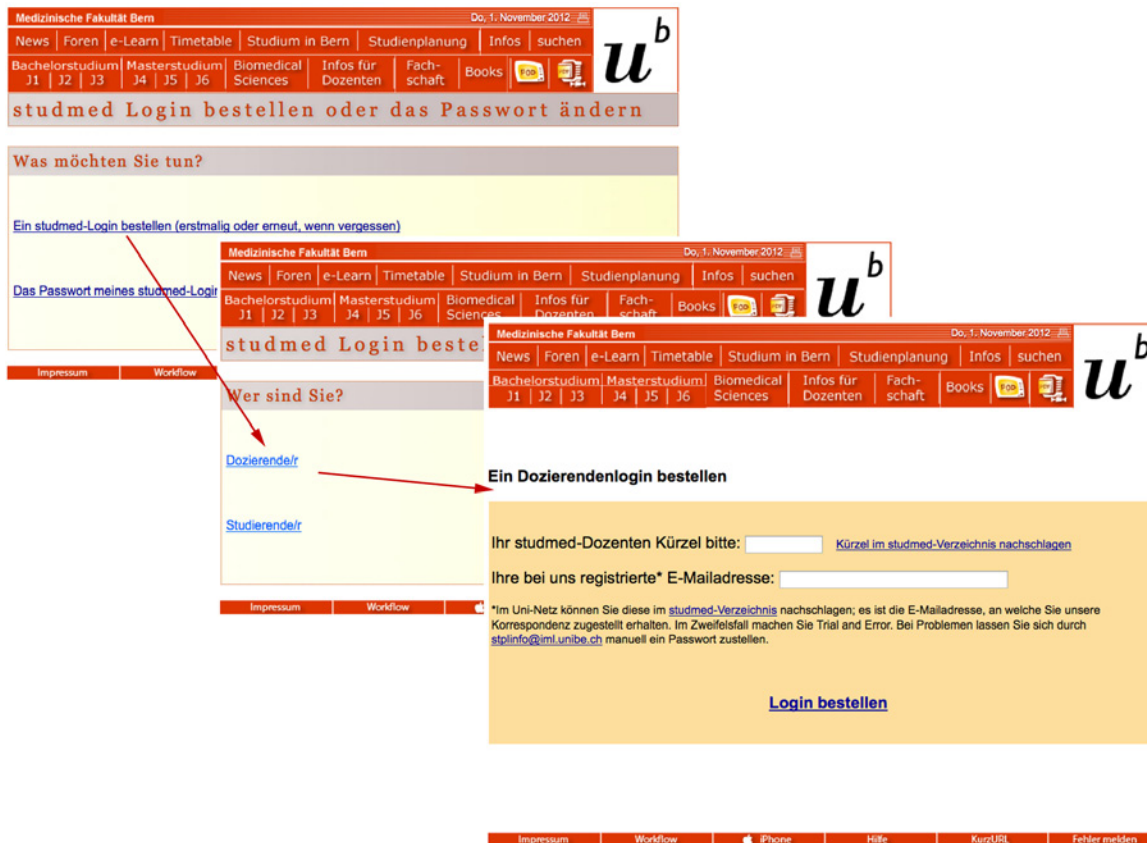 Medizinische Fakultät Bern Do, 1. November 2012
News Foren e-Learn Timetable Studium in Bern Studienplanung Infos suchen
Bachelorstudium Masterstudium Biomedical Infos für Fach- Books FOD
J1 J2 J3 J4 J5 J6 Sciences Dozenten schaft
u b
studmed Login bestellen oder das Passwort ändern
Was möchten Sie tun?
Ein studmed-Login bestellen (erstmalig oder erneut, wenn vergessen)
Das Passwort meines studmed-Login
Impressum Workflow
Medizinische Fakultät Bern Do, 1. November 2012
News Foren e-Learn Timetable Studium in Bern Studienplanung Infos suchen
Bachelorstudium Masterstudium Biomedical Infos für Fach- Books FOD
J1 J2 J3 J4 J5 J6 Sciences Dozenten schaft
u b
studmed Login beste
Wer sind Sie?
Dozierende/r
Studierende/r
Impressum Workflow
Medizinische Fakultät Bern Do, 1. November 2012
News Foren e-Learn Timetable Studium in Bern Studienplanung Infos suchen
Bachelorstudium Masterstudium Biomedical Infos für Fach- Books FOD
J1 J2 J3 J4 J5 J6 Sciences Dozenten schaft
u b
Ein Dozierendenlogin bestellen
Ihr studmed-Dozenten Kürzel bitte: Kürzel im studmed-Verzeichnis nachschlagen
Ihre bei uns registrierte* E-Mailadresse:
*Im Uni-Netz können Sie diese im studmed-Verzeichnis nachschlagen; es ist die E-Mailadresse, an welche Sie unsere
Korrespondenz zugestellt erhalten. Im Zweifelsfall machen Sie Trial and Error. Bei Problemen lassen Sie sich durch
stplinfo@iml.unibe.ch manuell ein Passwort zustellen.
Login bestellen
Impressum Workflow iPhone Hilfe KurzURL Fehler melden